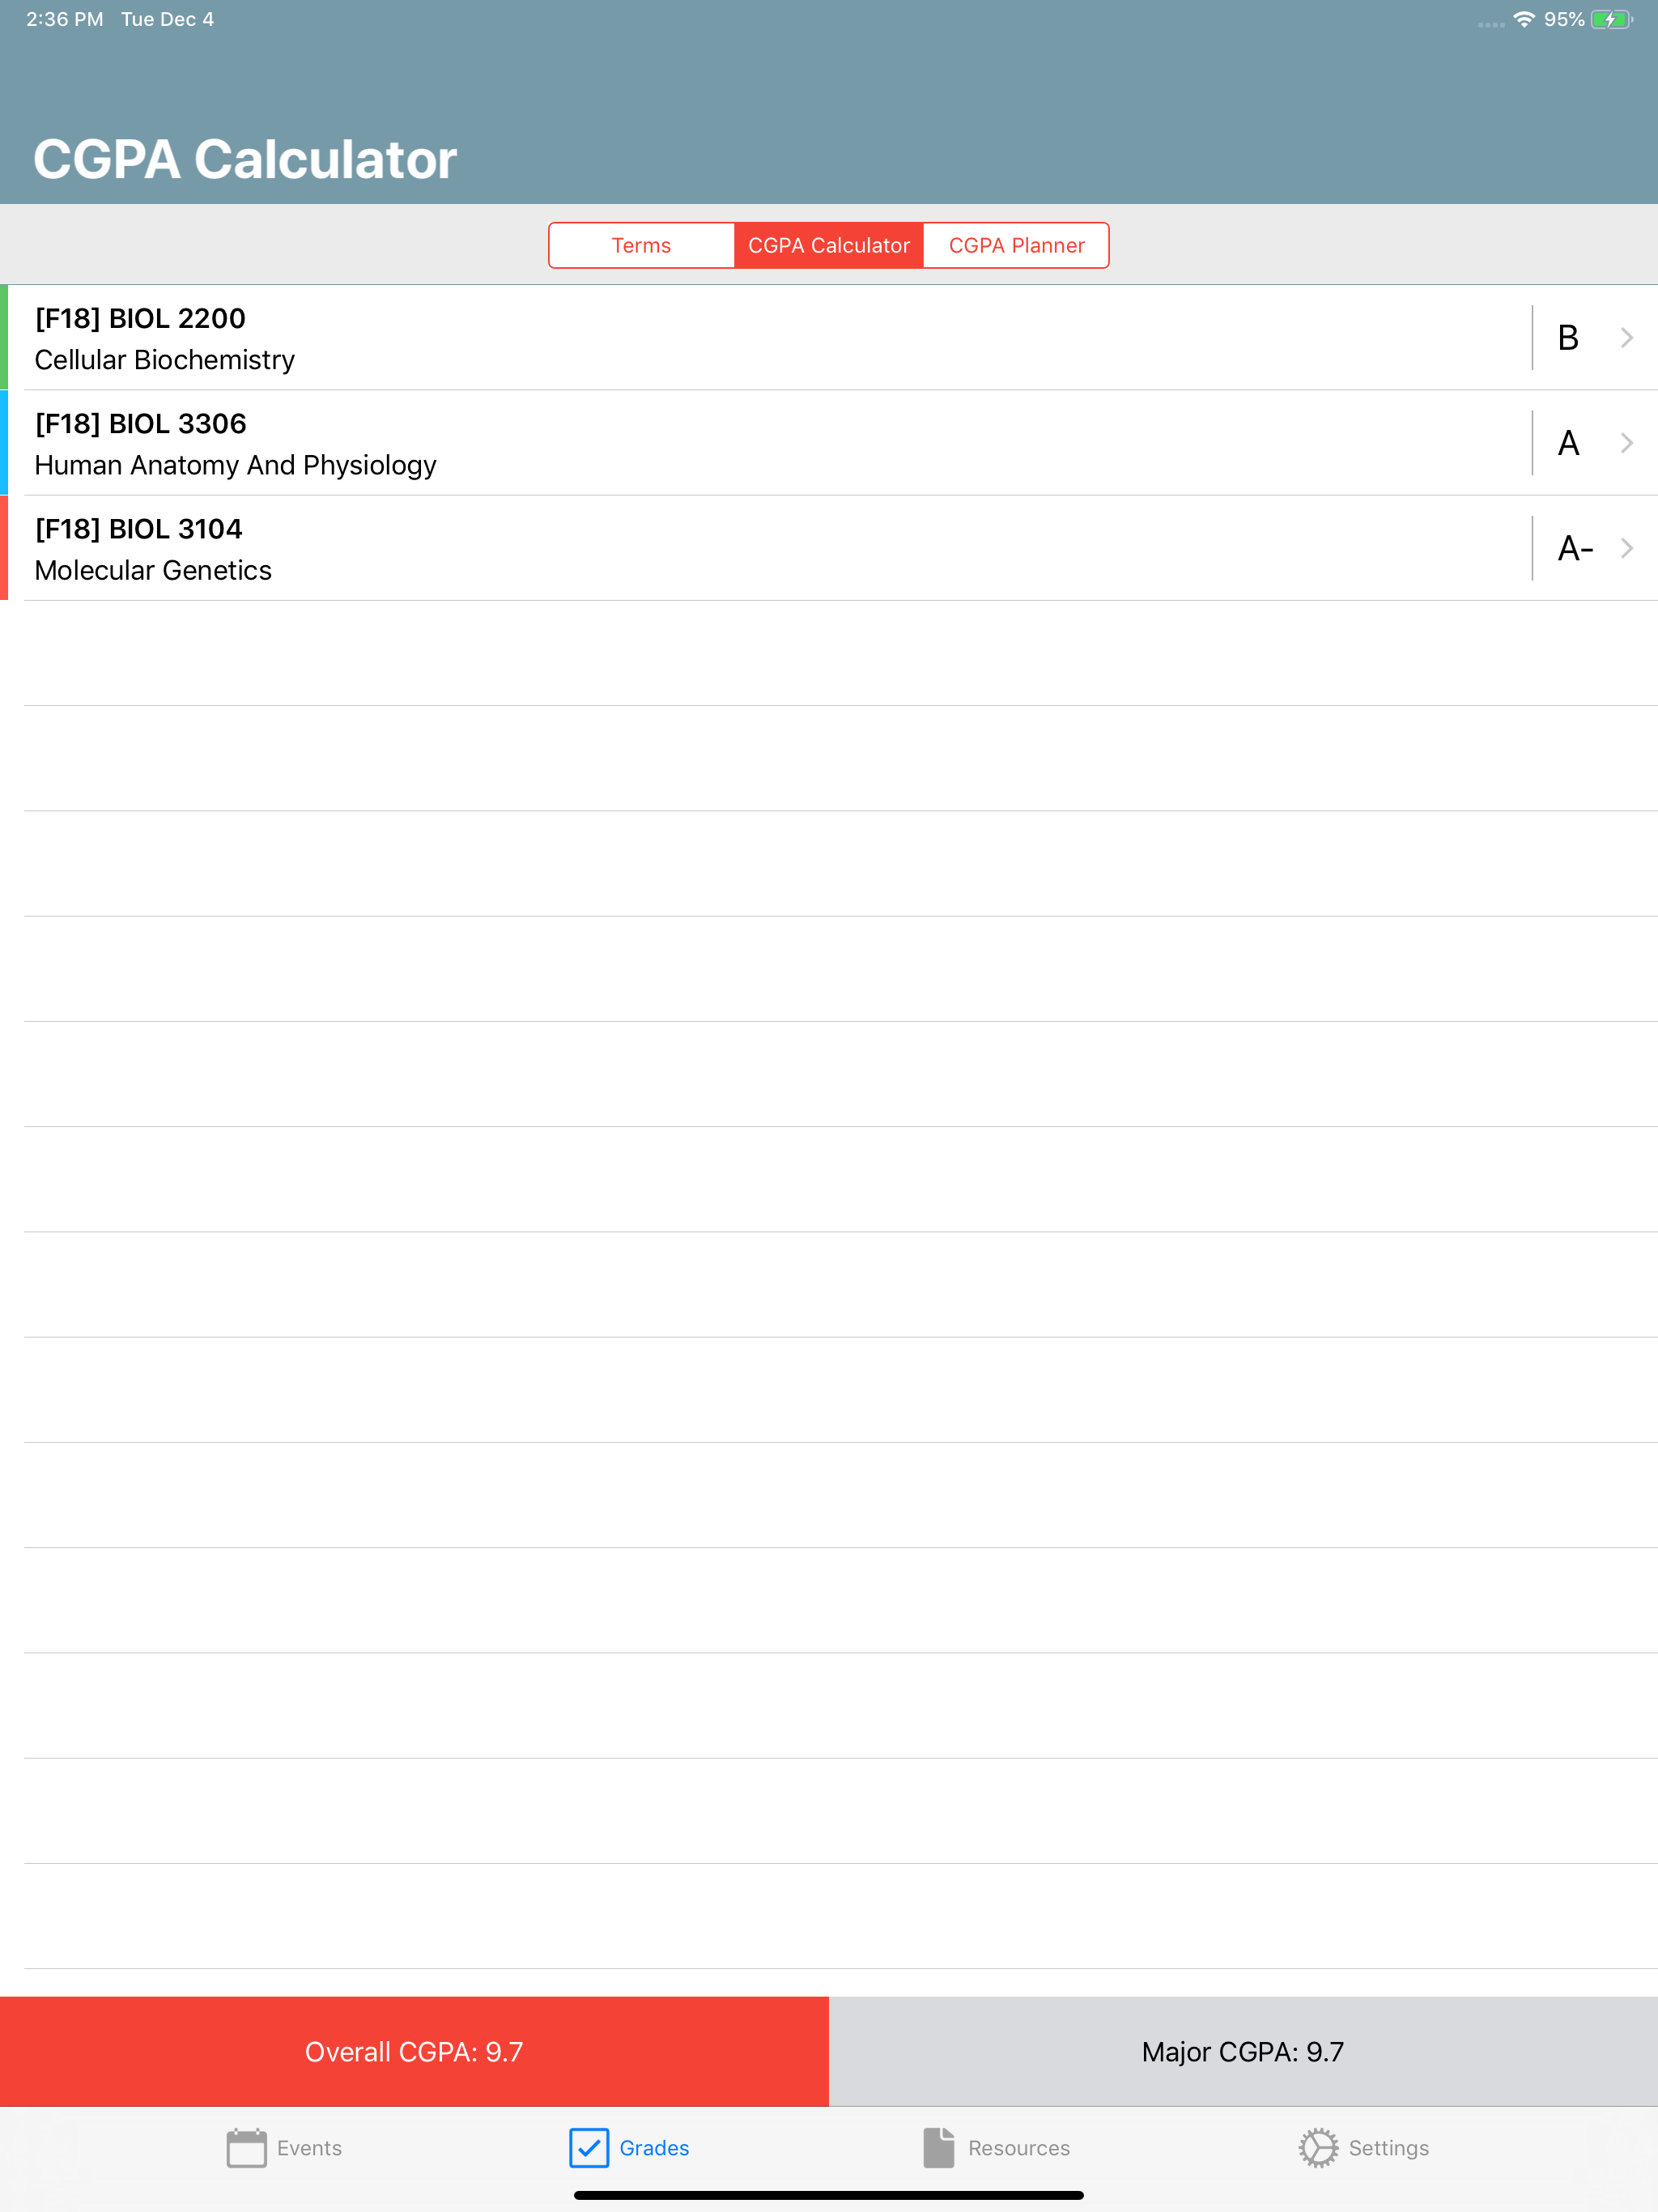 2:36 PM Tue Dec 4 95%
CGPA Calculator
Terms CGPA Calculator CGPA Planner
[F18] BIOL 2200
Cellular Biochemistry
B
[F18] BIOL 3306
Human Anatomy And Physiology
A
[F18] BIOL 3104
Molecular Genetics
A-
Overall CGPA: 9.7 Major CGPA: 9.7
Events Grades Resources Settings